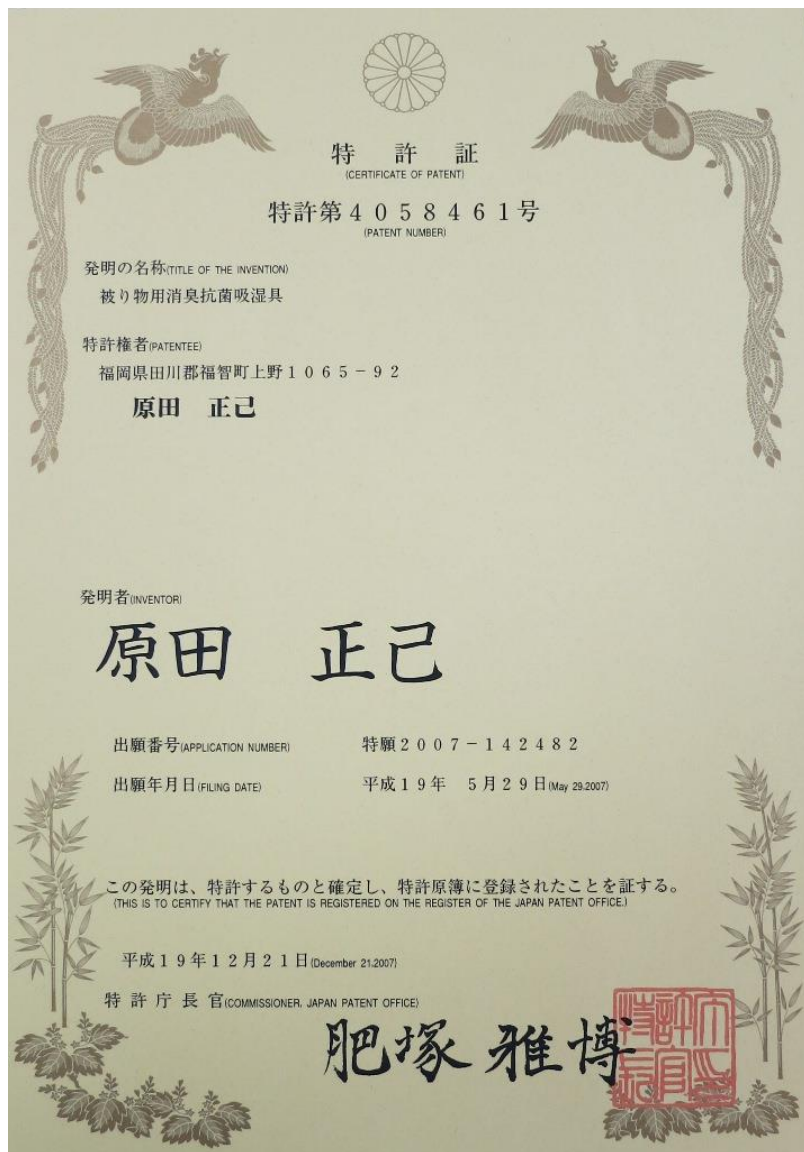 特許証
(CERTIFICATE OF PATENT)
特許第4058461号
(PATENT NUMBER)
発明の名称(TITLE OF THE INVENTION)
被り物用消臭抗菌吸湿具
特許権者(PATENTEE)
福岡県田川郡福智町上野1065-92
原田 正己
発明者(INVENTOR)
原田 正己
出願番号(APPLICATION NUMBER) 特願2007-142482
出願年月日(FILING DATE) 平成19年 5月29日(May 29.2007)
この発明は、特許するものと確定し、特許原簿に登録されたことを証する。
(THIS IS TO CERTIFY THAT THE PATENT IS REGISTERED ON THE REGISTER OF THE JAPAN PATENT OFFICE.)
平成19年12月21日(December 21.2007)
特許庁長官(COMMISSIONER, JAPAN PATENT OFFICE)
肥塚雅博